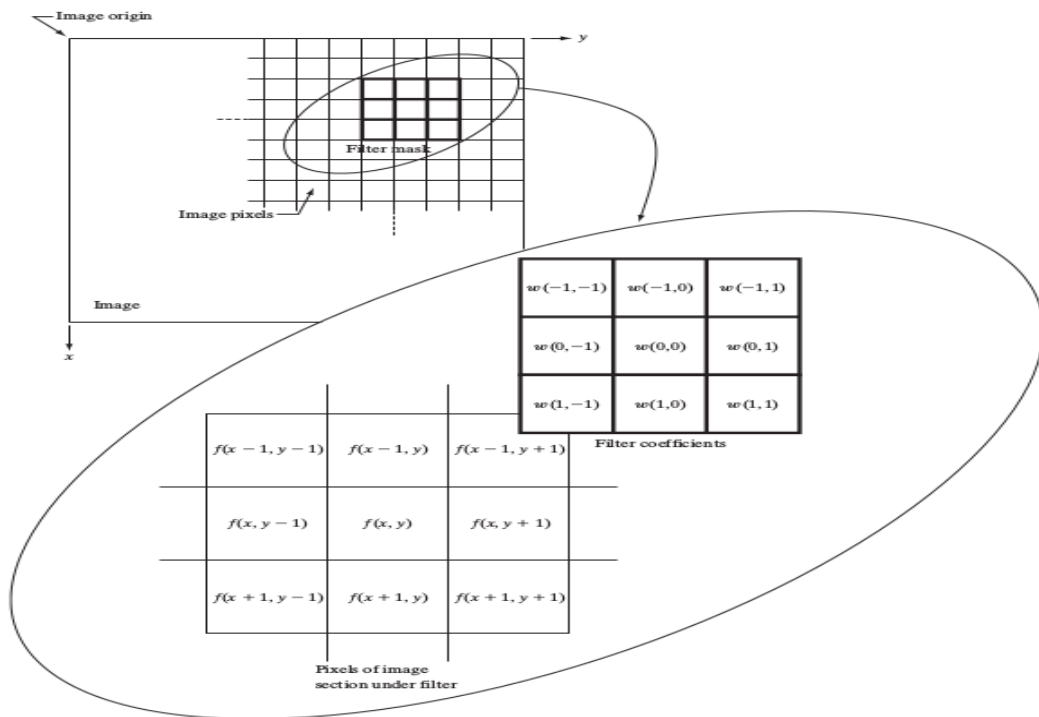 Image origin
y
Filter mask
Image pixels
Image
x
w(−1,−1) w(−1,0) w(−1,1)
w(0,−1) w(0,0) w(0,1)
w(1,−1) w(1,0) w(1,1)
Filter coefficients
f(x − 1, y − 1) f(x − 1, y) f(x − 1, y + 1)
f(x, y − 1) f(x, y) f(x, y + 1)
f(x + 1, y − 1) f(x + 1, y) f(x + 1, y + 1)
Pixels of image
section under filter